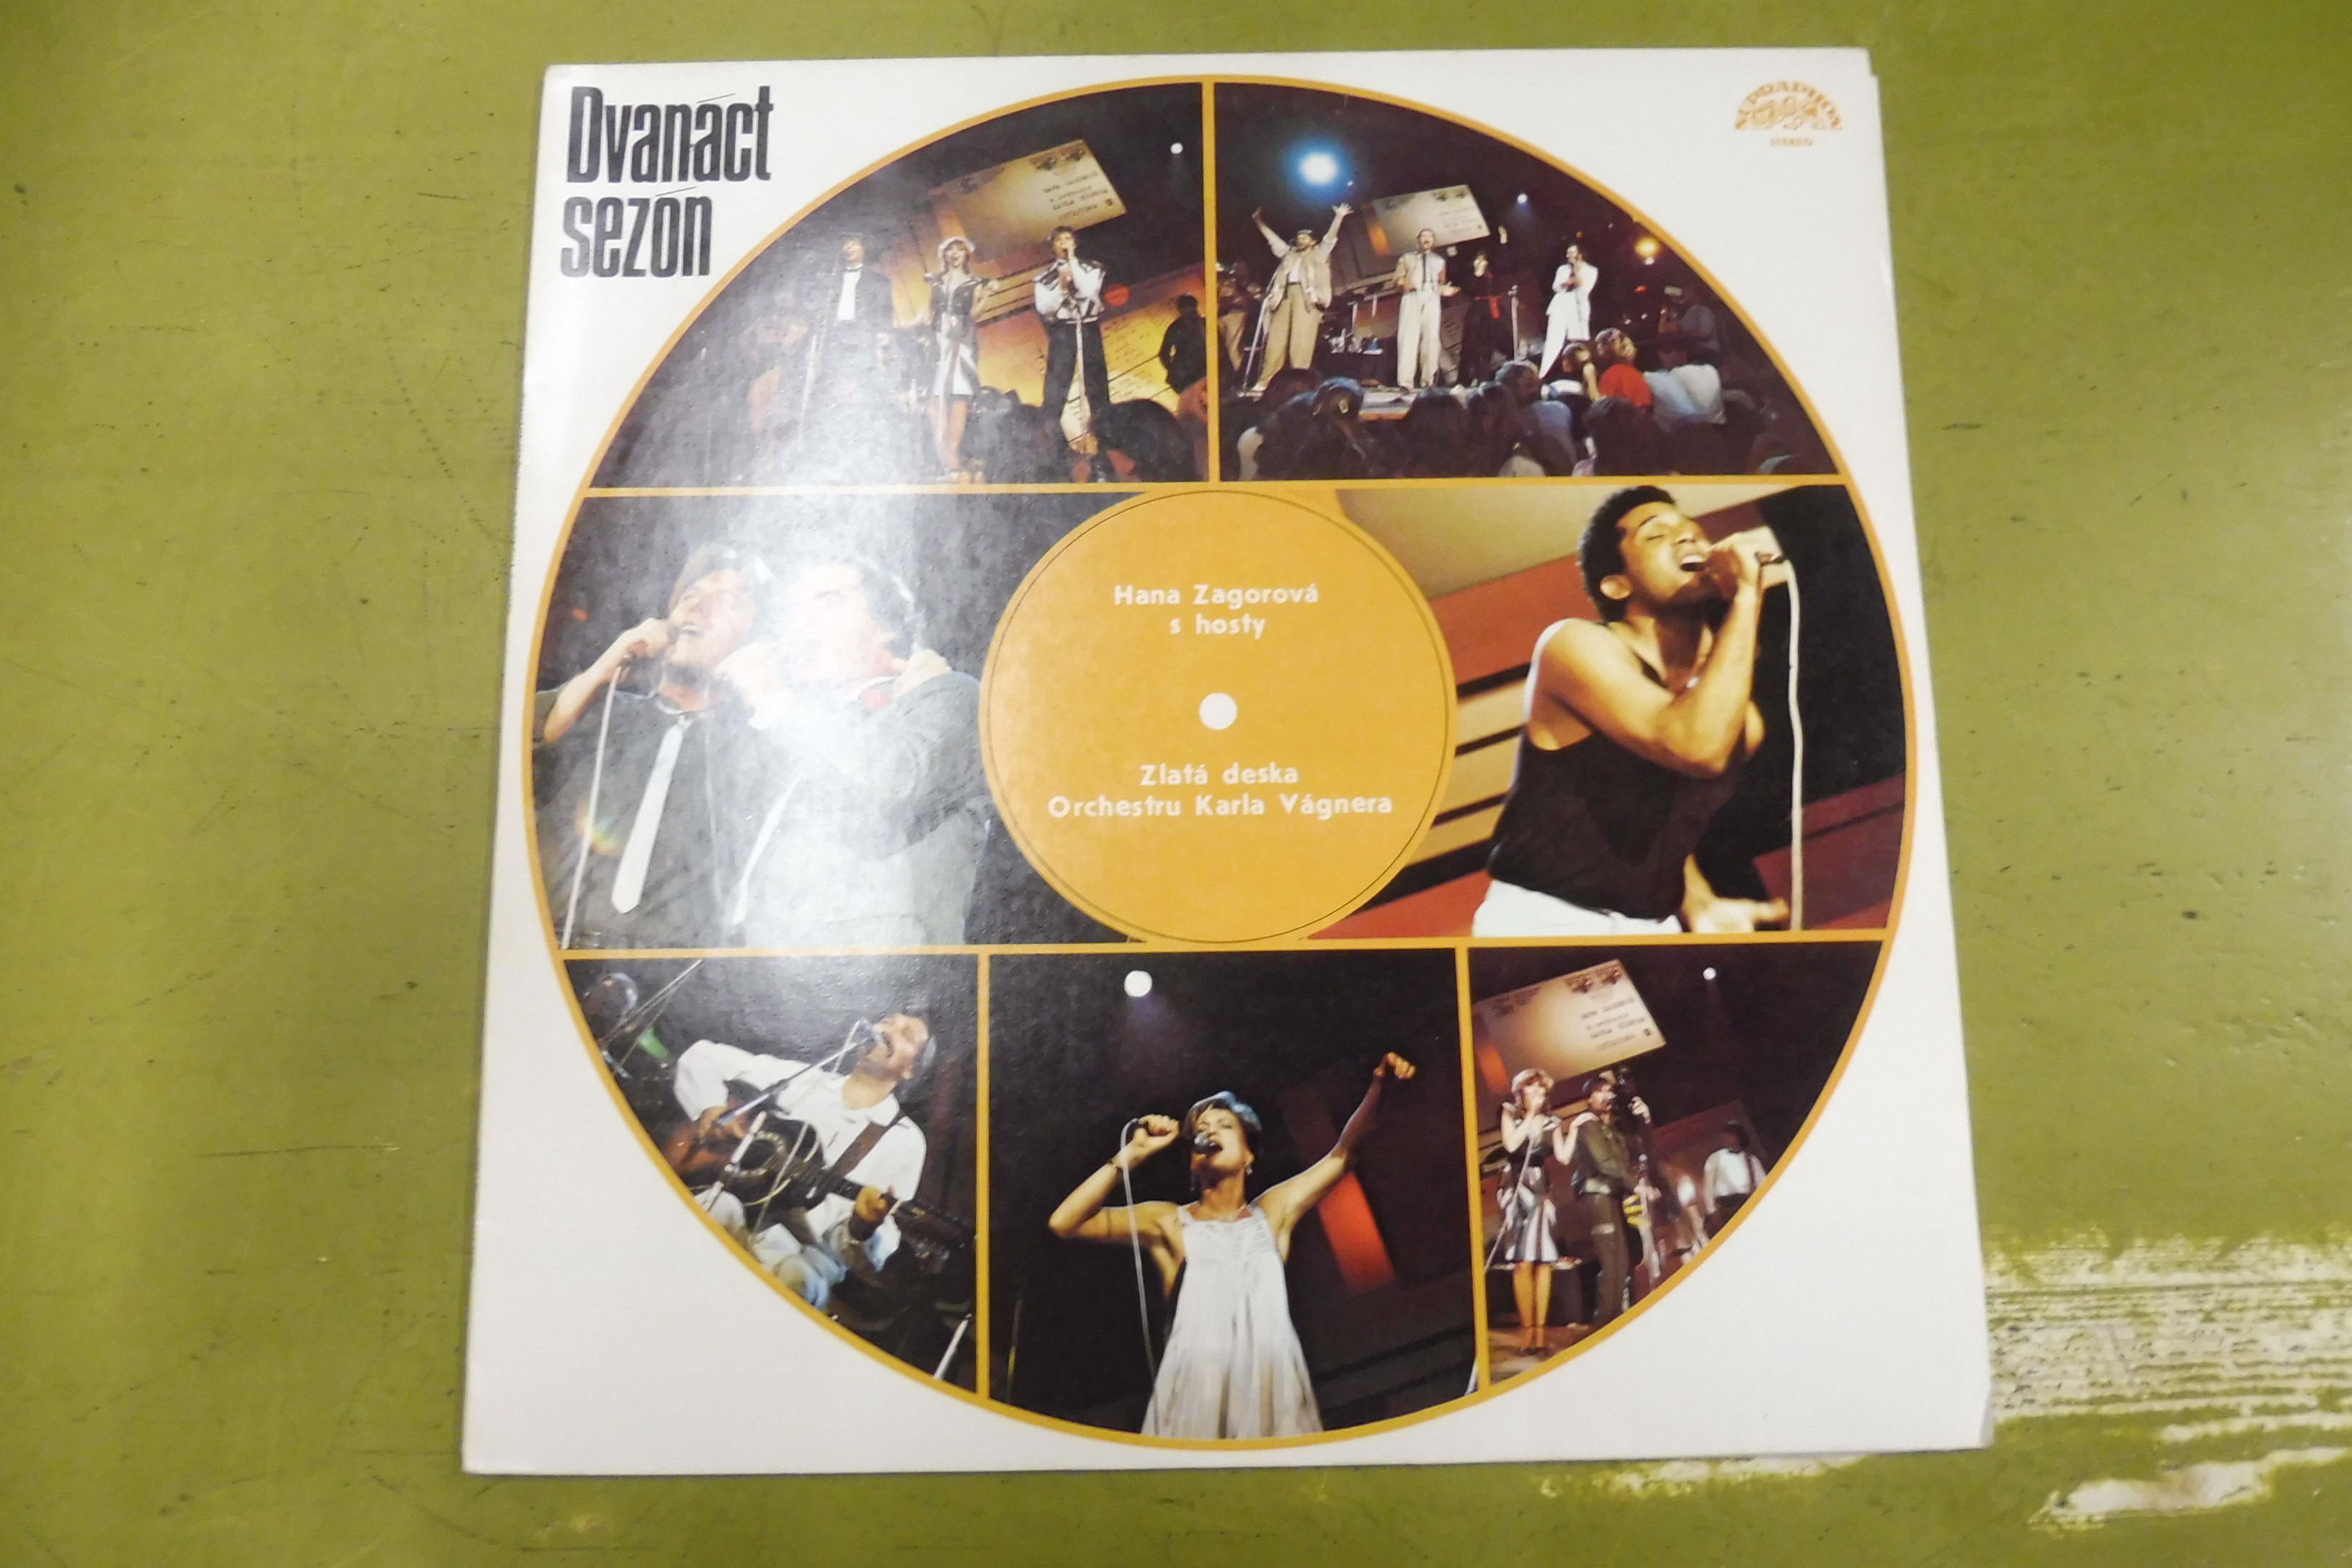 Dvanáct
sezón
SUPRAPHON
STEREO
Hana Zagorová
s hosty
Zlatá deska
Orchestru Karla Vágnera